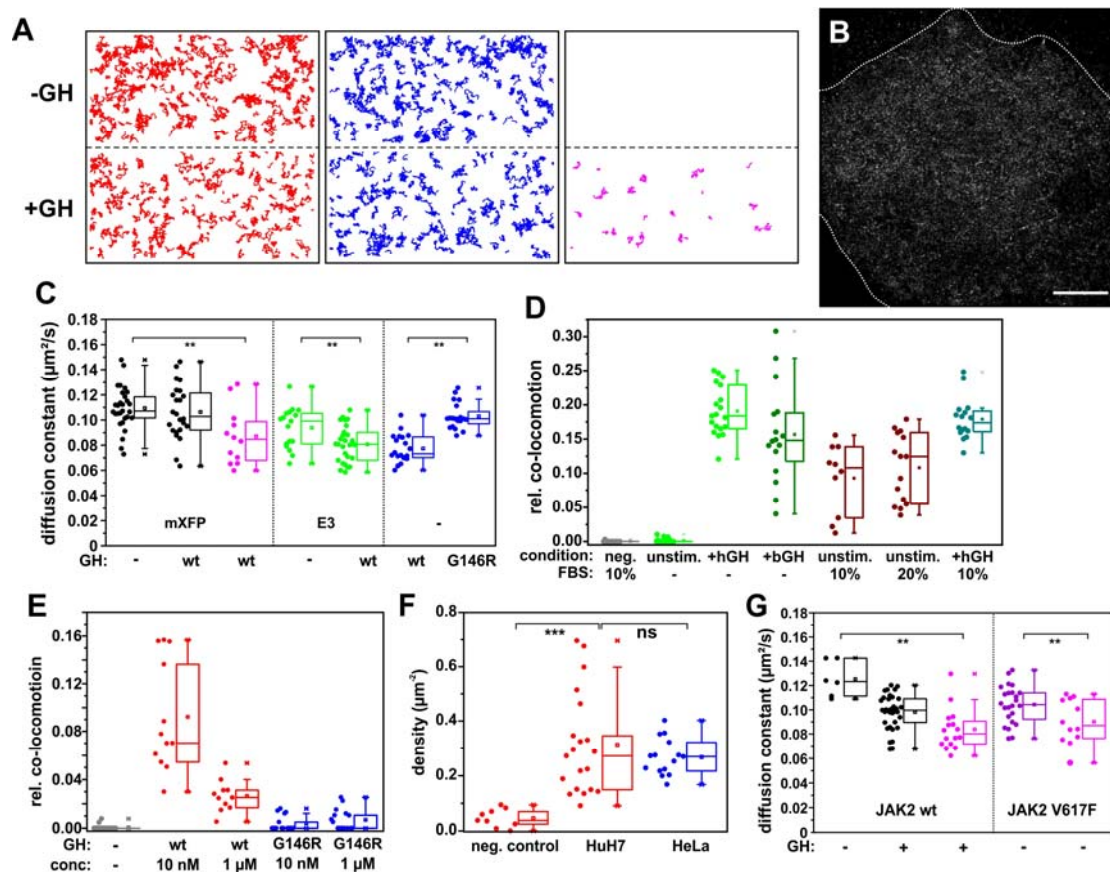 A
-GH
+GH
B
C
diffusion constant (µm²/s)
0.18
0.16
0.14
0.12
0.10
0.08
0.06
0.04
0.02
0
**
**
**
mXFP
E3
-
GH: - wt wt - wt wt G146R
D
rel. co-locomotion
0.30
0.25
0.20
0.15
0.10
0.05
0.00
condition: neg. unstim. +hGH +bGH unstim. unstim. +hGH
FBS: 10% - - - 10% 20% 10%
E
rel. co-locomotioin
0.16
0.12
0.08
0.04
0.00
GH: - wt wt G146R G146R
conc: - 10 nM 1 µM 10 nM 1 µM
F
density (µm⁻²)
0.8
0.6
0.4
0.2
0.0
***
ns
neg. control HuH7 HeLa
G
diffusion constant (µm²/s)
0.18
0.16
0.14
0.12
0.10
0.08
0.06
0.04
0.02
0
**
**
JAK2 wt
JAK2 V617F
GH: - + + - -